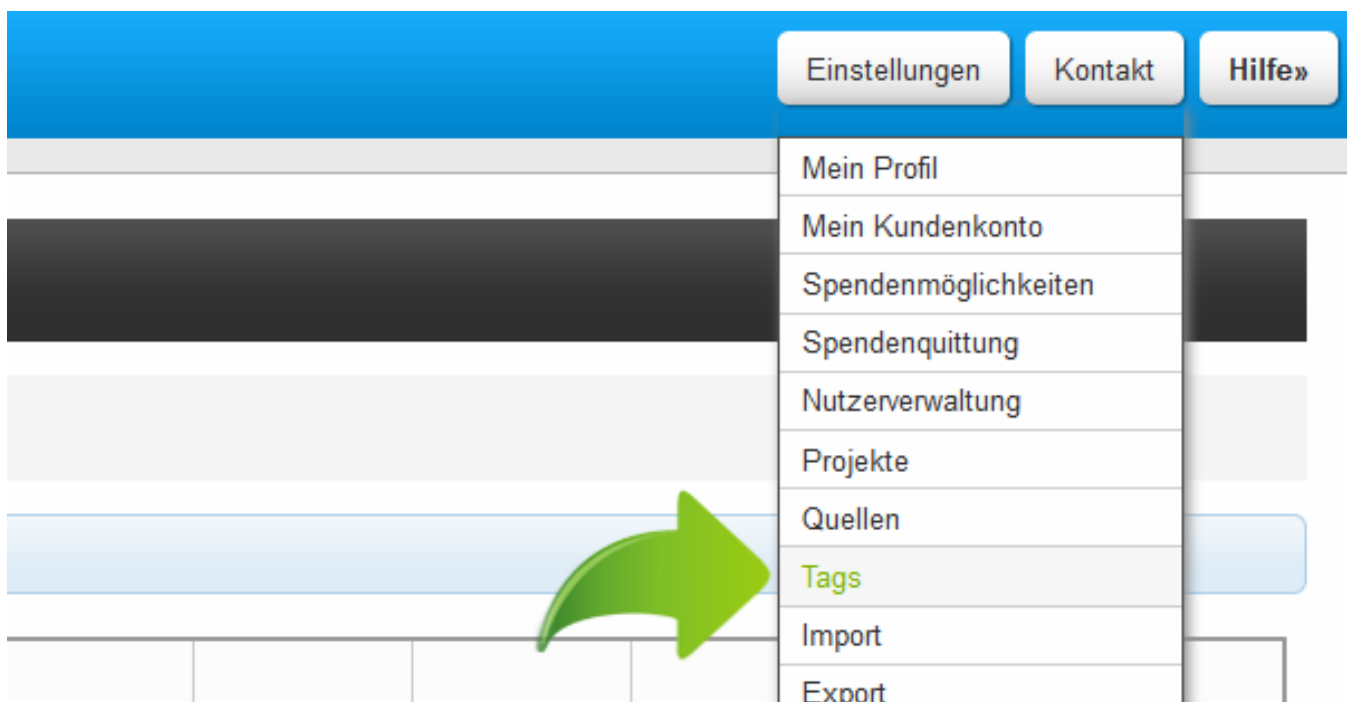 Einstellungen Kontakt Hilfe»
Mein Profil
Mein Kundenkonto
Spendenmöglichkeiten
Spendenquittung
Nutzerverwaltung
Projekte
Quellen
Tags
Import
Export